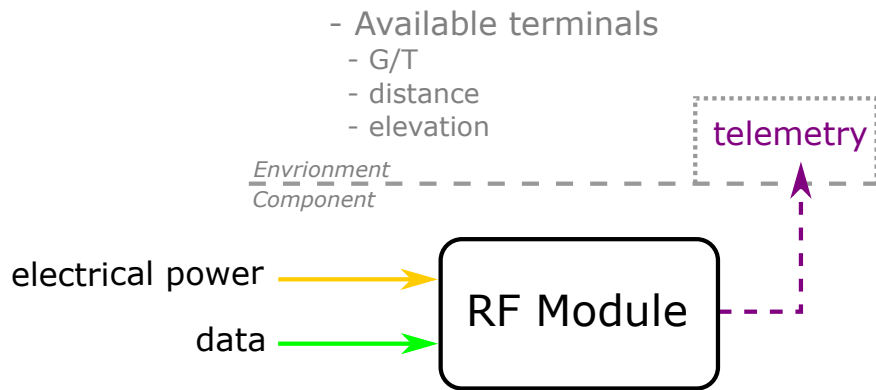 - Available terminals
- G/T
- distance
- elevation
telemetry
Envrionment
Component
electrical power
RF Module
data